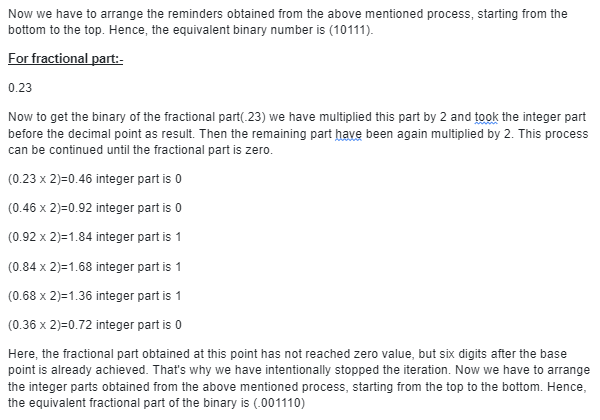 Now we have to arrange the reminders obtained from the above mentioned process, starting from the
bottom to the top. Hence, the equivalent binary number is (10111).
For fractional part:-
0.23
Now to get the binary of the fractional part(.23) we have multiplied this part by 2 and took the integer part
before the decimal point as result. Then the remaining part have been again multiplied by 2. This process
can be continued until the fractional part is zero.
(0.23 x 2)=0.46 integer part is 0
(0.46 x 2)=0.92 integer part is 0
(0.92 x 2)=1.84 integer part is 1
(0.84 x 2)=1.68 integer part is 1
(0.68 x 2)=1.36 integer part is 1
(0.36 x 2)=0.72 integer part is 0
Here, the fractional part obtained at this point has not reached zero value, but six digits after the base
point is already achieved. That's why we have intentionally stopped the iteration. Now we have to arrange
the integer parts obtained from the above mentioned process, starting from the top to the bottom. Hence,
the equivalent fractional part of the binary is (.001110)